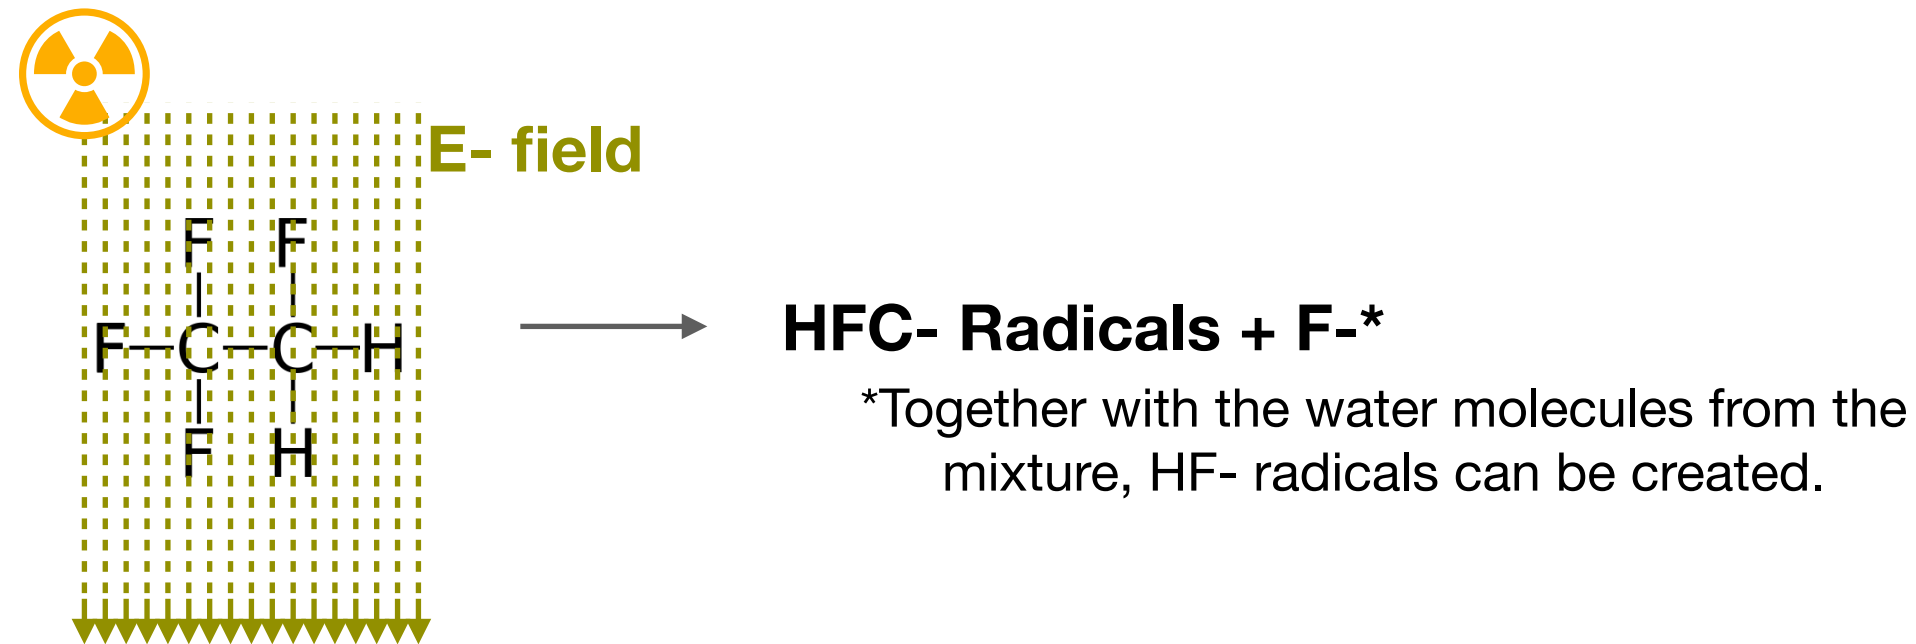 E- field
F F
F C C H
F H
HFC- Radicals + F-*
*Together with the water molecules from the
mixture, HF- radicals can be created.